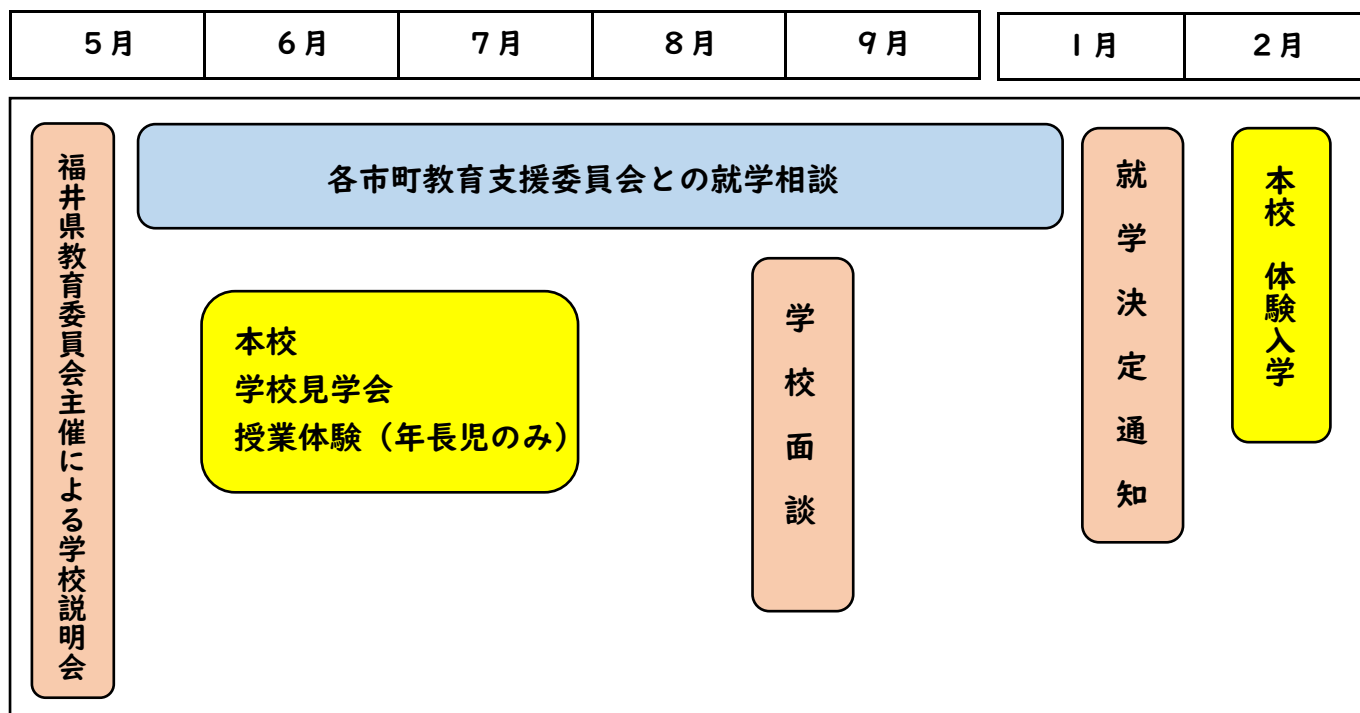 5月 6月 7月 8月 9月 1月 2月
福井県教育委員会主催による学校説明会
各市町教育支援委員会との就学相談
本校
学校見学会
授業体験（年長児のみ）
学校面談
就学決定通知
本校 体験入学